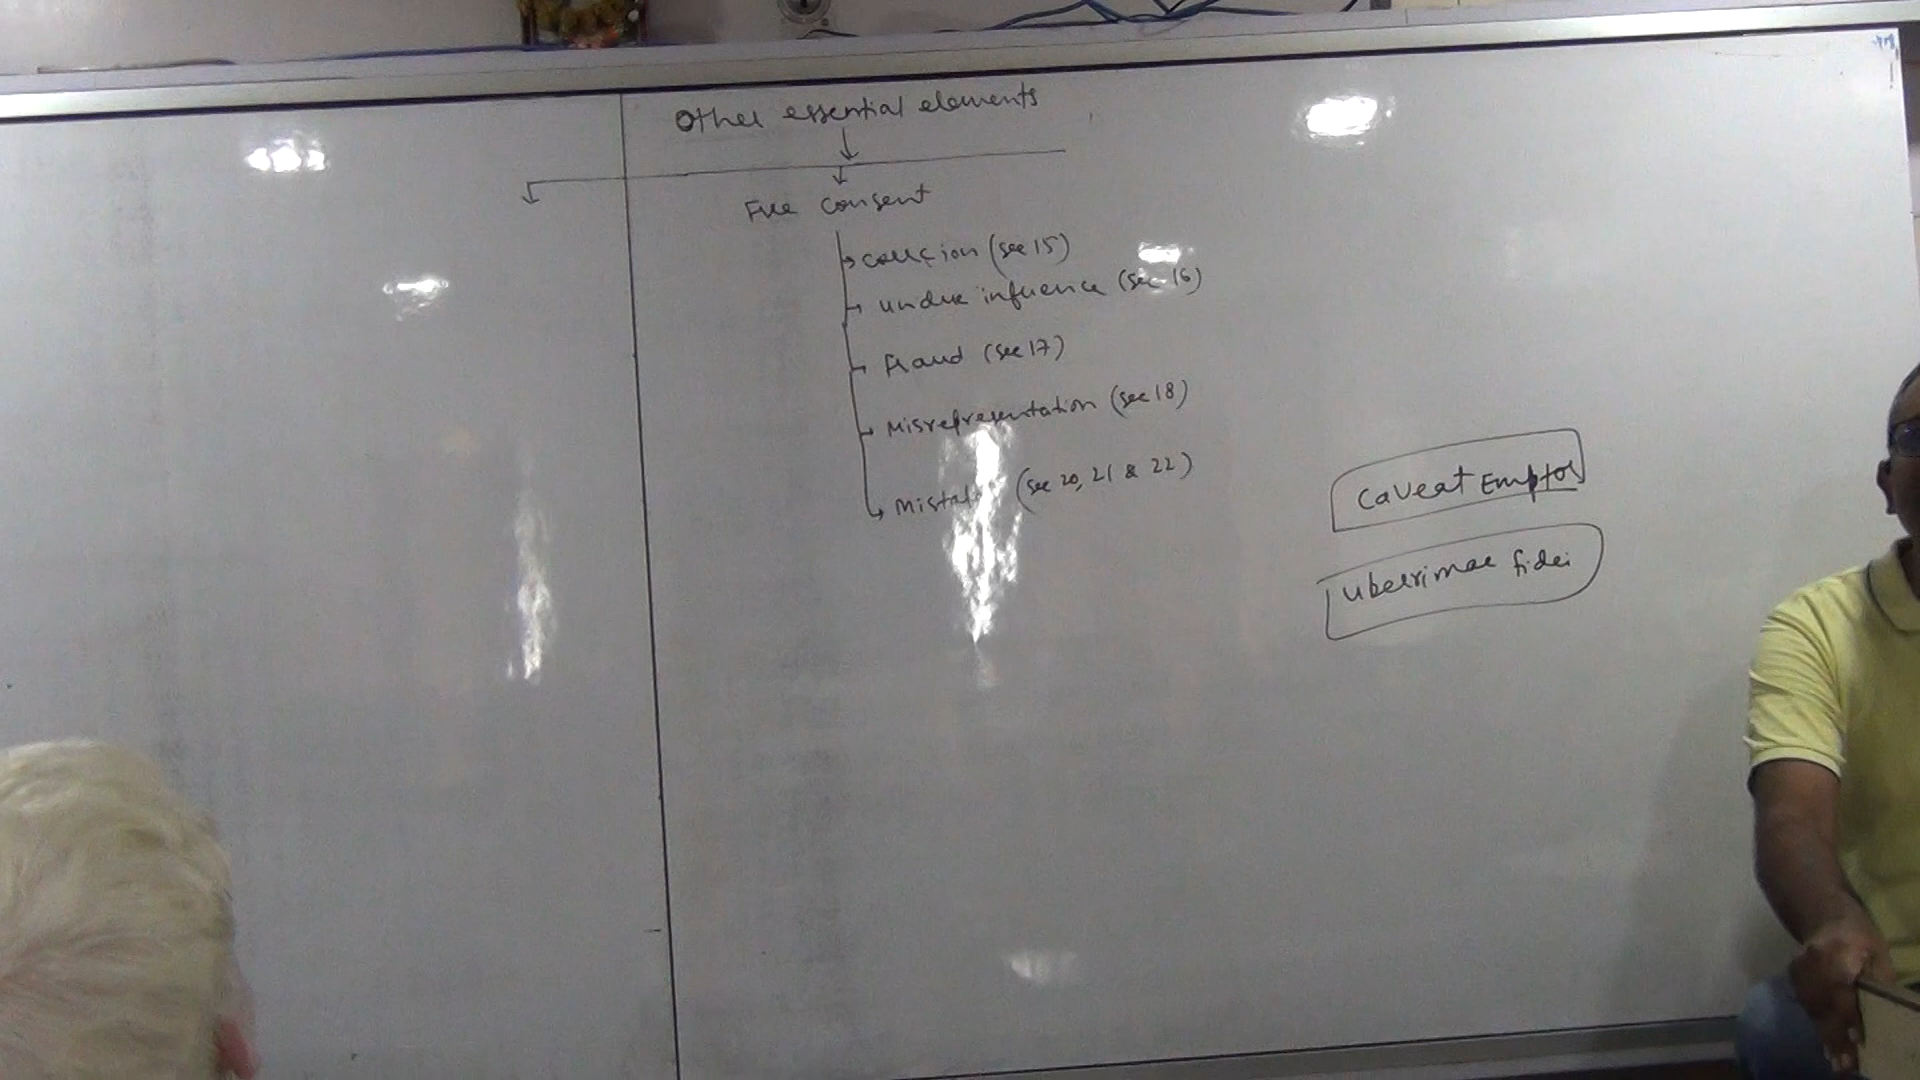 Other essential elements
Free consent
coercion (sec 15)
undue influence (sec 16)
Fraud (sec 17)
Misrepresentation (sec 18)
Mistake (sec 20, 21 & 22)
Caveat Emptor
uberrimae fidei